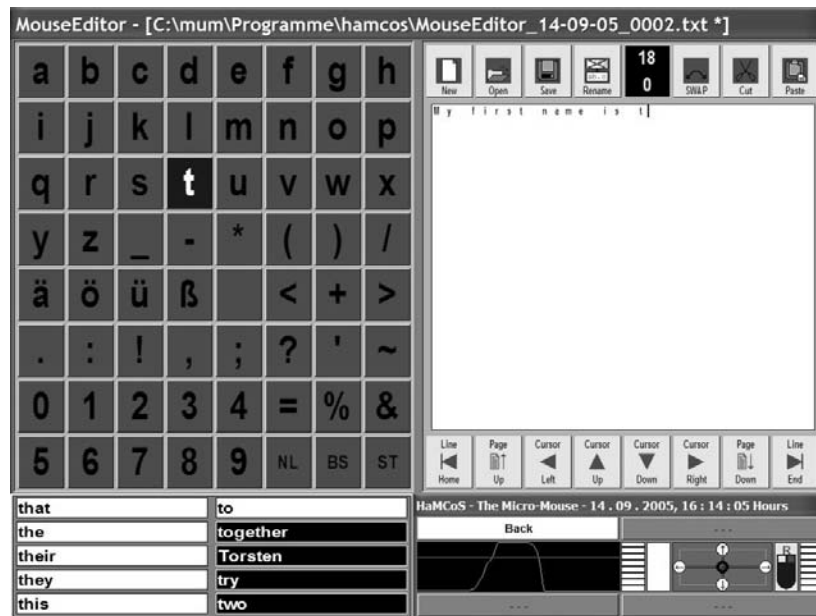 MouseEditor - [C:\mum\Programme\hamcos\MouseEditor_14-09-05_0002.txt *]
a b c d e f g h
i j k l m n o p
q r s t u v w x
y z _ - * ( ) /
ä ö ü ß < + >
. : ! , ; ? ' ~
0 1 2 3 4 = % &
5 6 7 8 9 NL BS ST
18
0
New Open Save Rename SWAP Cut Paste
My first name is t
Line Page Cursor Cursor Cursor Cursor Page Line
Home Up Left Up Down Right Down End
that to
the together
their Torsten
they try
this two
HaMCoS - The Micro-Mouse - 14 . 09 . 2005, 16 : 14 : 05 Hours
Back - - -
R
- - - - - -